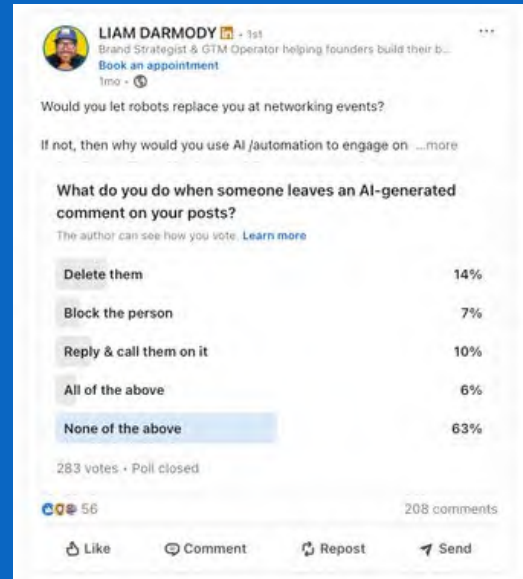 LIAM DARMODY in · 1st
Brand Strategist & GTM Operator helping founders build their b...
Book an appointment
1mo ·
Would you let robots replace you at networking events?
If not, then why would you use AI /automation to engage on ...more
What do you do when someone leaves an AI-generated
comment on your posts?
The author can see how you vote. Learn more
Delete them 14%
Block the person 7%
Reply & call them on it 10%
All of the above 6%
None of the above 63%
283 votes · Poll closed
56 208 comments
Like Comment Repost Send